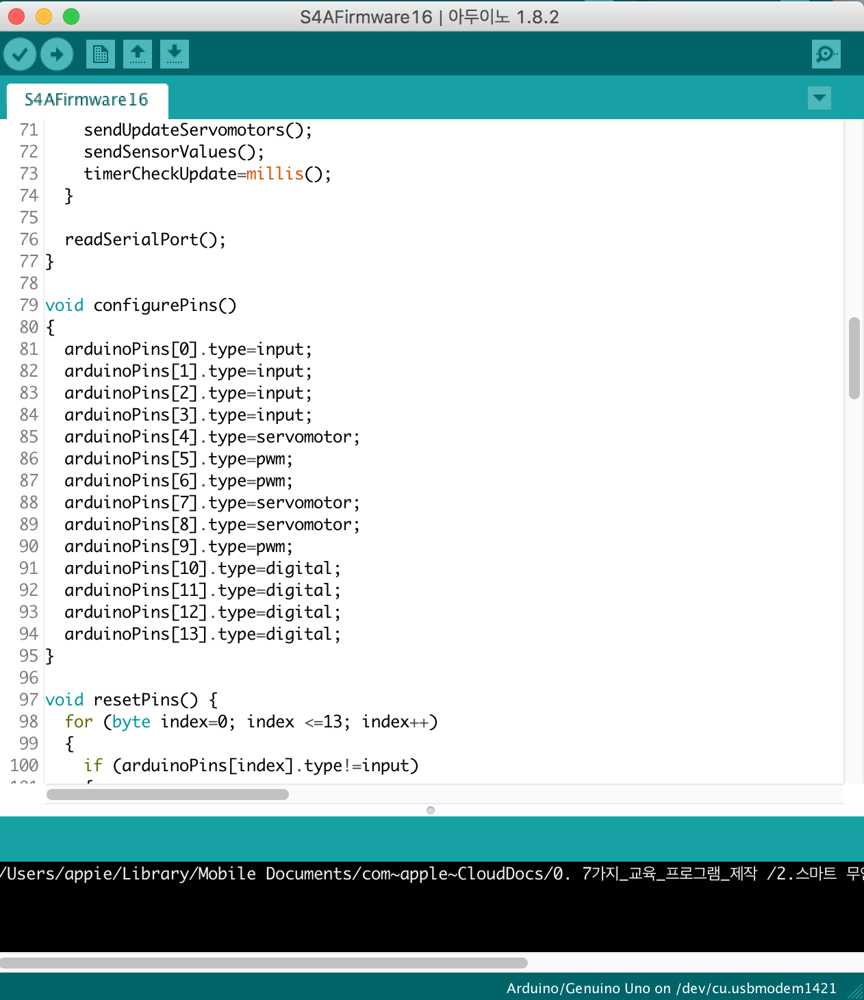 S4AFirmware16 | 아두이노 1.8.2
S4AFirmware16
71 sendUpdateServomotors();
72 sendSensorValues();
73 timerCheckUpdate=millis();
74 }
75
76 readSerialPort();
77 }
78
79 void configurePins()
80 {
81 arduinoPins[0].type=input;
82 arduinoPins[1].type=input;
83 arduinoPins[2].type=input;
84 arduinoPins[3].type=input;
85 arduinoPins[4].type=servomotor;
86 arduinoPins[5].type=pwm;
87 arduinoPins[6].type=pwm;
88 arduinoPins[7].type=servomotor;
89 arduinoPins[8].type=servomotor;
90 arduinoPins[9].type=pwm;
91 arduinoPins[10].type=digital;
92 arduinoPins[11].type=digital;
93 arduinoPins[12].type=digital;
94 arduinoPins[13].type=digital;
95 }
96
97 void resetPins() {
98 for (byte index=0; index <=13; index++)
99 {
100 if (arduinoPins[index].type!=input)
/Users/appie/Library/Mobile Documents/com~apple~CloudDocs/0. 7가지_교육_프로그램_제작 /2.스마트
Arduino/Genuino Uno on /dev/cu.usbmodem1421